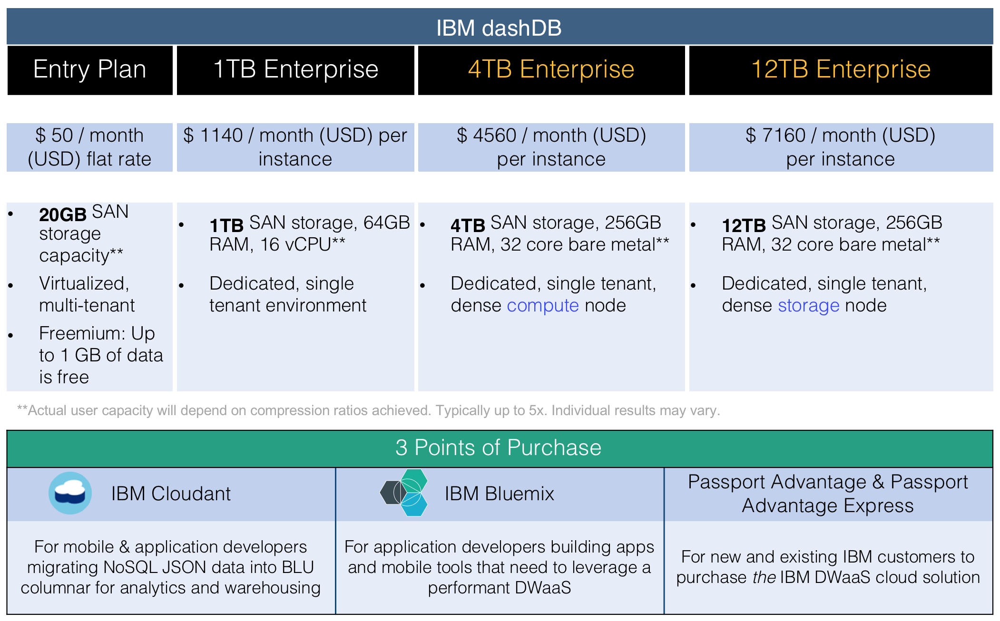 IBM dashDB
Entry Plan
1TB Enterprise
4TB Enterprise
12TB Enterprise
$ 50 / month
(USD) flat rate
$ 1140 / month (USD) per
instance
$ 4560 / month (USD)
per instance
$ 7160 / month (USD)
per instance
• 20GB SAN
storage
capacity**
• Virtualized,
multi-tenant
• Freemium: Up
to 1 GB of data
is free
• 1TB SAN storage, 64GB
RAM, 16 vCPU**
• Dedicated, single
tenant environment
• 4TB SAN storage, 256GB
RAM, 32 core bare metal**
• Dedicated, single tenant,
dense compute node
• 12TB SAN storage, 256GB
RAM, 32 core bare metal**
• Dedicated, single tenant,
dense storage node
**Actual user capacity will depend on compression ratios achieved. Typically up to 5x. Individual results may vary.
3 Points of Purchase
IBM Cloudant
IBM Bluemix
Passport Advantage & Passport
Advantage Express
For mobile & application developers
migrating NoSQL JSON data into BLU
columnar for analytics and warehousing
For application developers building apps
and mobile tools that need to leverage a
performant DWaaS
For new and existing IBM customers to
purchase the IBM DWaaS cloud solution